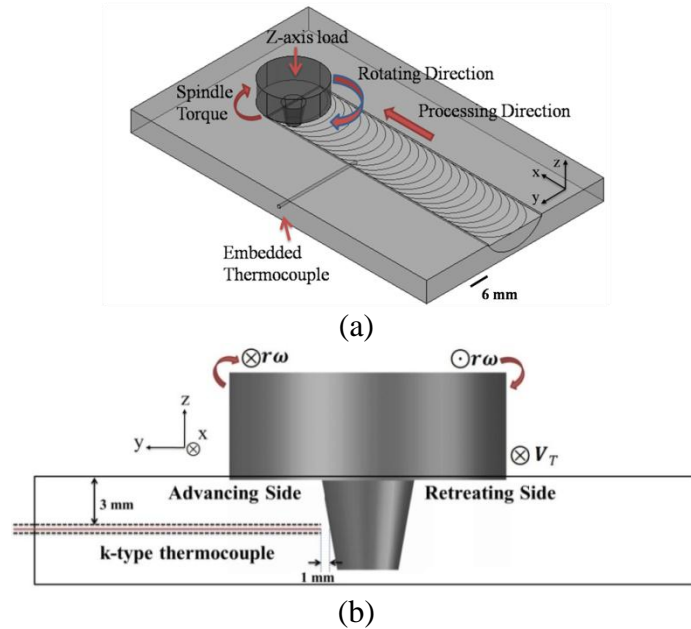 Z-axis load
Rotating Direction
Spindle
Torque
Processing Direction
z
x
y
Embedded
Thermocouple
6 mm
(a)
⊗rω
⊙rω
z
y
x
⊗ V_T
Advancing Side
Retreating Side
3 mm
k-type thermocouple
1 mm
(b)